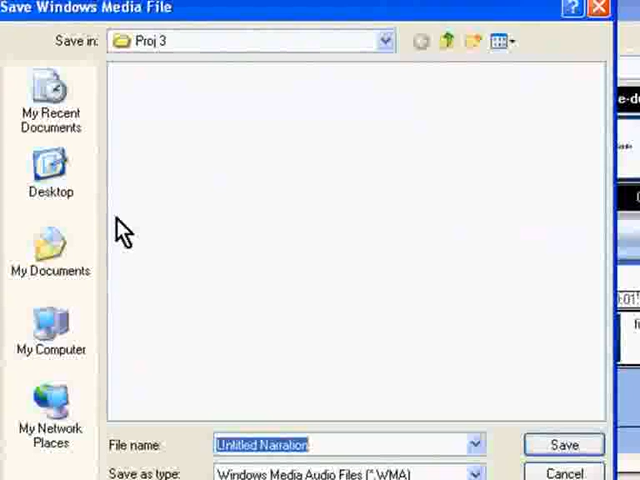 Save Windows Media File
Save in:
Proj 3
My Recent
Documents
Desktop
My Documents
My Computer
My Network
Places
File name:
Untitled Narration
Save
Save as type:
Windows Media Audio Files (*.WMA)
Cancel
e-d